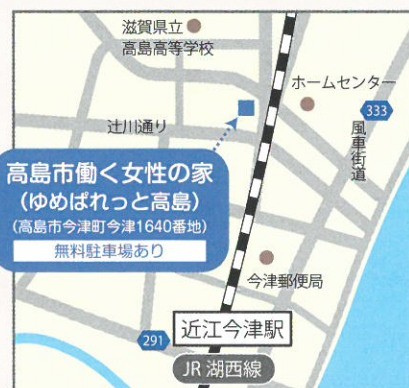 滋賀県立
高島高等学校
ホームセンター
333
辻川通り
風車街道
高島市働く女性の家
(ゆめぱれっと高島)
(高島市今津町今津1640番地)
無料駐車場あり
今津郵便局
291
近江今津駅
JR 湖西線